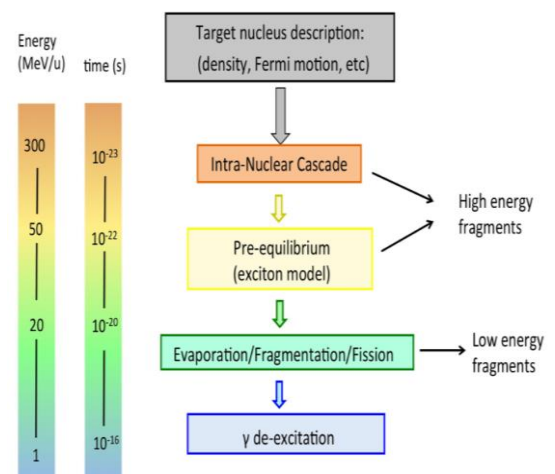 Energy
(MeV/u)
time (s)
300
50
20
1
10-23
10-22
10-20
10-16
Target nucleus description:
(density, Fermi motion, etc)
Intra-Nuclear Cascade
Pre-equilibrium
(exciton model)
Evaporation/Fragmentation/Fission
γ de-excitation
High energy
fragments
Low energy
fragments